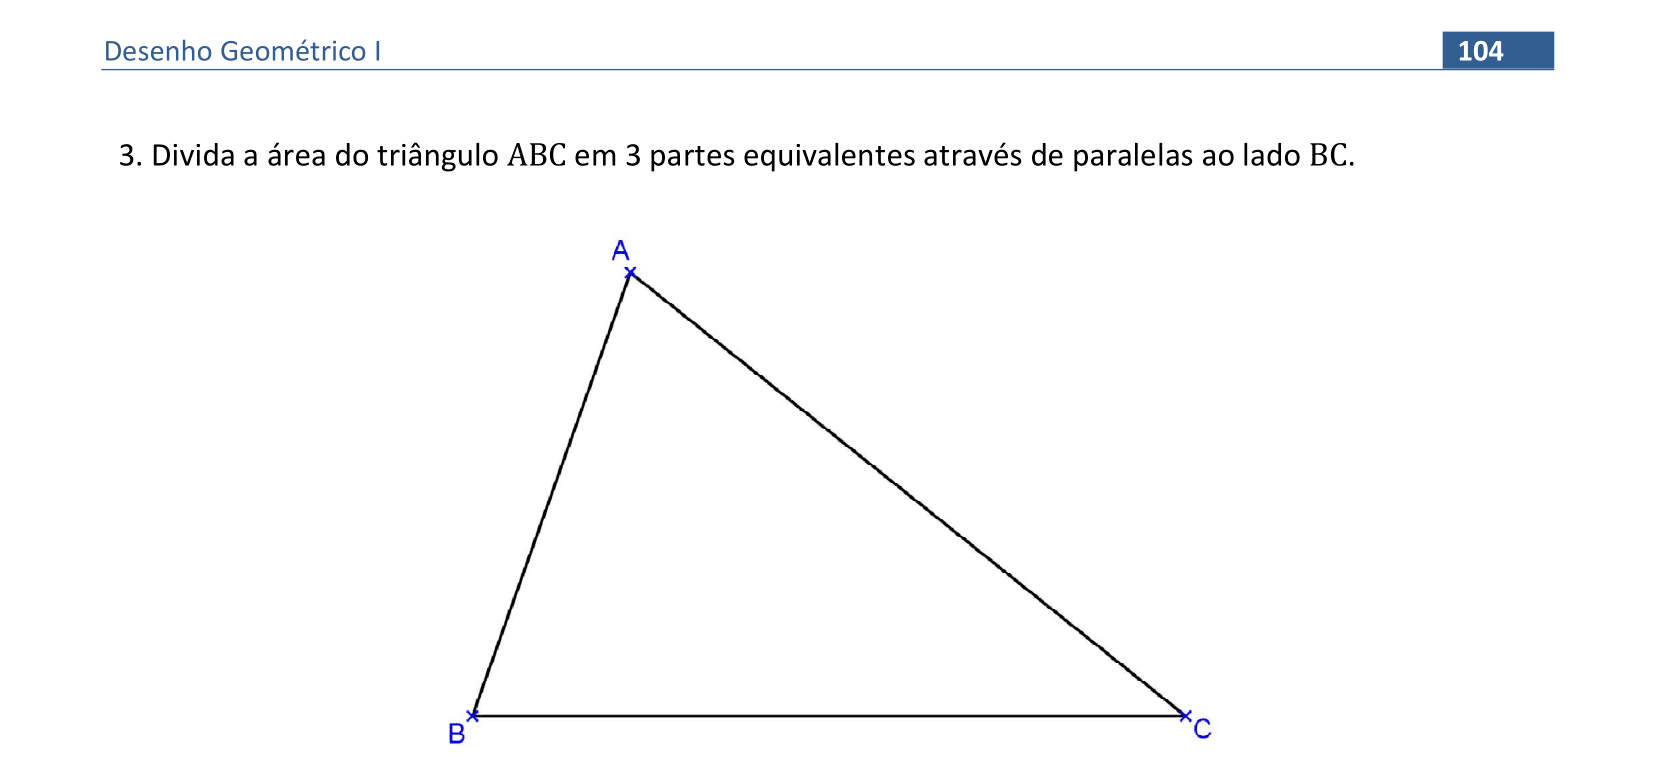 Desenho Geométrico I
104
3. Divida a área do triângulo ABC em 3 partes equivalentes através de paralelas ao lado BC.
A
B
C